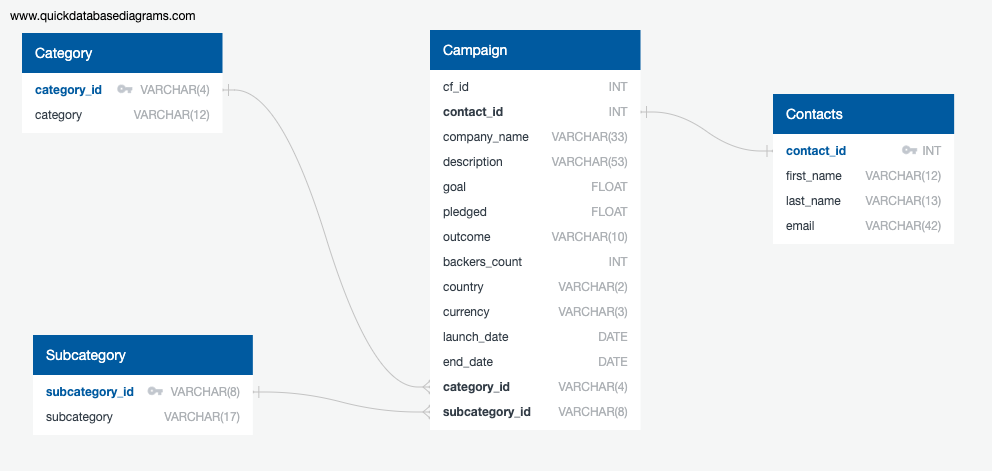 www.quickdatabasediagrams.com
Category
category_id VARCHAR(4)
category VARCHAR(12)
Campaign
cf_id INT
contact_id INT
company_name VARCHAR(33)
description VARCHAR(53)
goal FLOAT
pledged FLOAT
outcome VARCHAR(10)
backers_count INT
country VARCHAR(2)
currency VARCHAR(3)
launch_date DATE
end_date DATE
category_id VARCHAR(4)
subcategory_id VARCHAR(8)
Contacts
contact_id INT
first_name VARCHAR(12)
last_name VARCHAR(13)
email VARCHAR(42)
Subcategory
subcategory_id VARCHAR(8)
subcategory VARCHAR(17)